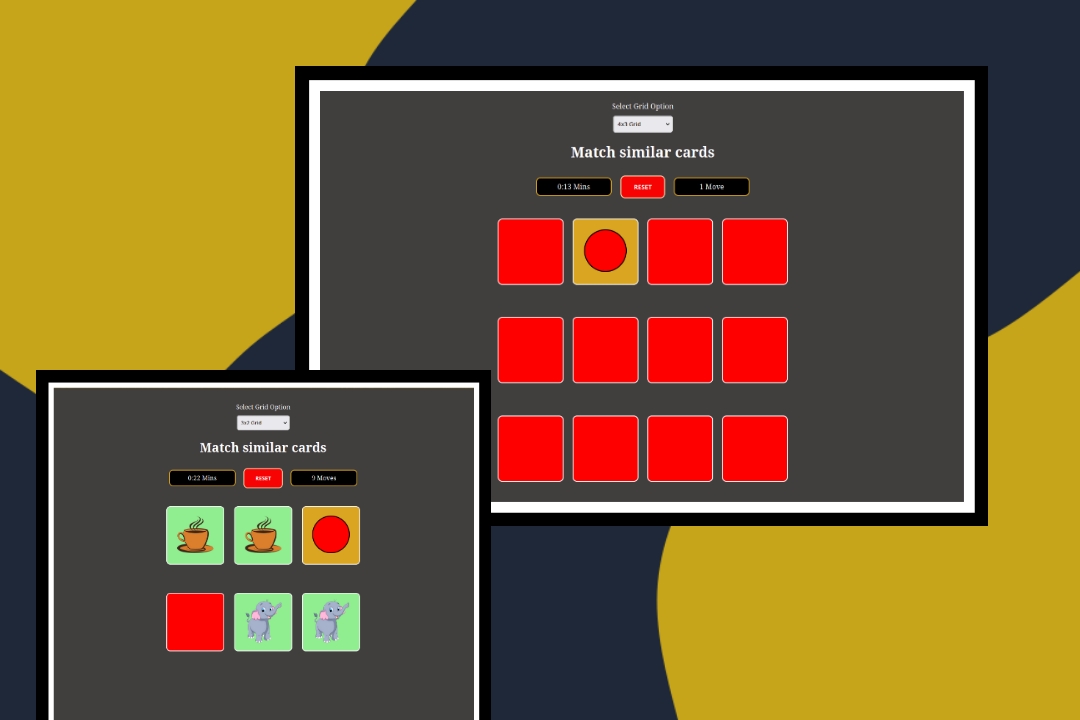 Select Grid Option
4x3 Grid
Match similar cards
0:13 Mins
RESET
1 Move
Select Grid Option
3x2 Grid
Match similar cards
0:22 Mins
RESET
9 Moves